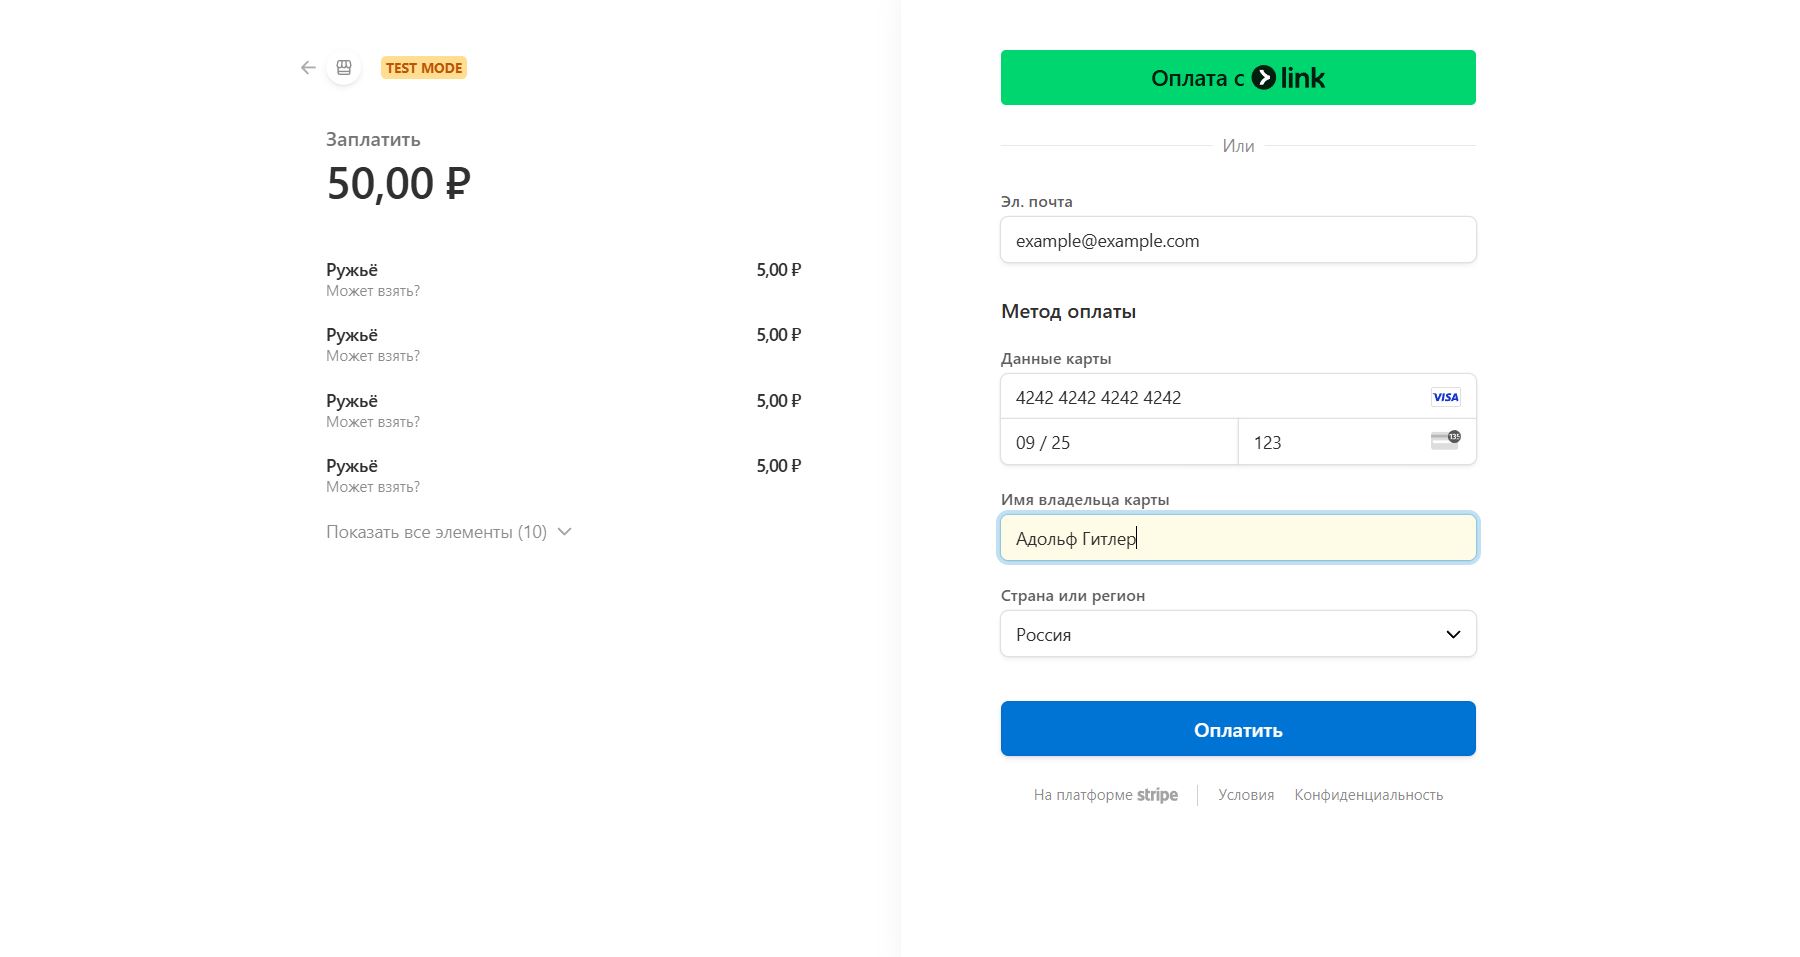 TEST MODE
Заплатить
50,00 ₽
Ружьё 5,00 ₽
Может взять?
Ружьё 5,00 ₽
Может взять?
Ружьё 5,00 ₽
Может взять?
Ружьё 5,00 ₽
Может взять?
Показать все элементы (10)
Оплата с link
Или
Эл. почта
example@example.com
Метод оплаты
Данные карты
4242 4242 4242 4242 VISA
09 / 25 123 135
Имя владельца карты
Адольф Гитлер
Страна или регион
Россия
Оплатить
На платформе stripe Условия Конфиденциальность